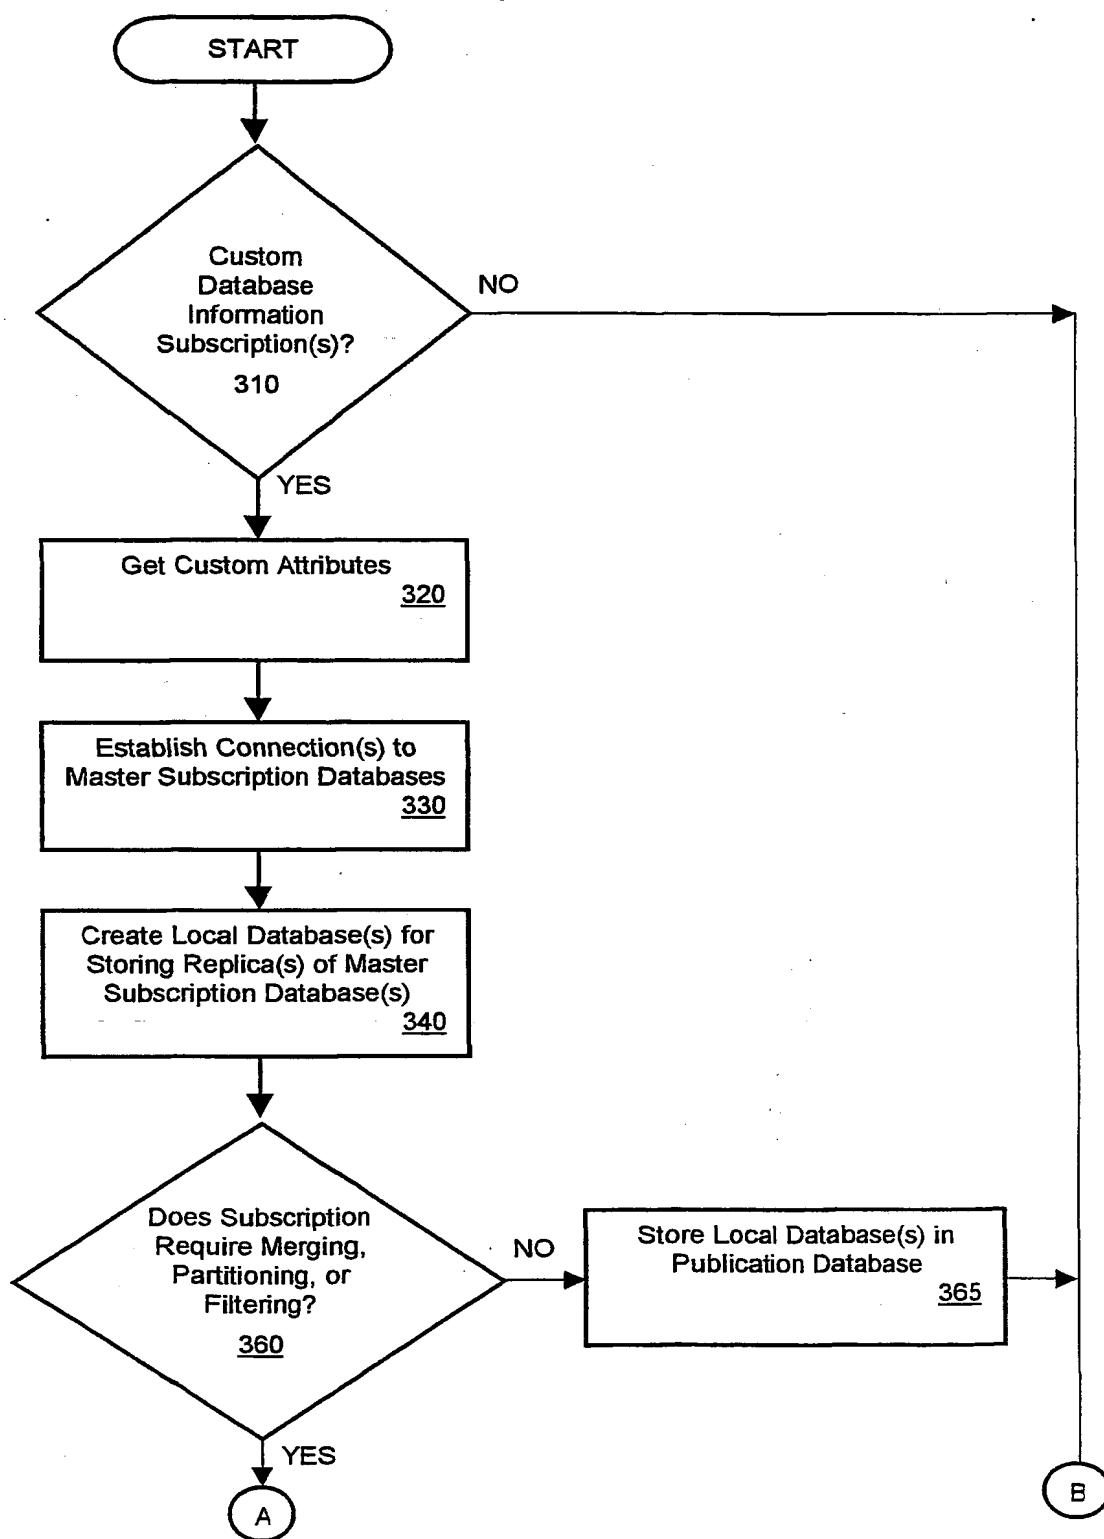 START
Custom
Database
Information
Subscription(s)?
310
NO
YES
Get Custom Attributes
320
Establish Connection(s) to
Master Subscription Databases
330
Create Local Database(s) for
Storing Replica(s) of Master
Subscription Database(s)
340
Does Subscription
Require Merging,
Partitioning, or
Filtering?
360
NO
Store Local Database(s) in
Publication Database
365
YES
A
B